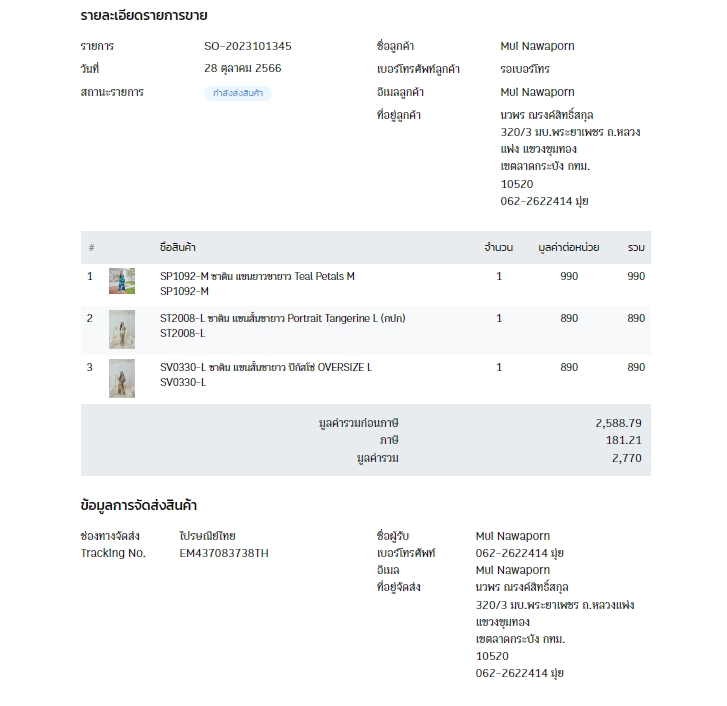 รายละเอียดรายการขาย
รายการ SO-2023101345 ชื่อลูกค้า Mui Nawaporn
วันที่ 28 ตุลาคม 2566 เบอร์โทรศัพท์ลูกค้า รอเบอร์โทร
สถานะรายการ กำลังส่งสินค้า อีเมลลูกค้า Mui Nawaporn
ที่อยู่ลูกค้า นวพร ณรงค์สิทธิ์สกุล
320/3 มบ.พระยาเพชร ถ.หลวง
แพ่ง แขวงขุมทอง
เขตลาดกระบัง กทม.
10520
062-2622414 มุ่ย
# ชื่อสินค้า จำนวน มูลค่าต่อหน่วย รวม
1 SP1092-M ซาติน แขนยาวขายาว Teal Petals M 1 990 990
SP1092-M
2 ST2008-L ซาติน แขนสั้นขายาว Portrait Tangerine L (ถปก) 1 890 890
ST2008-L
3 SV0330-L ซาติน แขนสั้นขายาว ปิกัสโซ่ OVERSIZE L 1 890 890
SV0330-L
มูลค่ารวมก่อนภาษี 2,588.79
ภาษี 181.21
มูลค่ารวม 2,770
ข้อมูลการจัดส่งสินค้า
ช่องทางจัดส่ง ไปรษณีย์ไทย ชื่อผู้รับ Mui Nawaporn
Tracking No. EM437083738TH เบอร์โทรศัพท์ 062-2622414 มุ่ย
อีเมล Mui Nawaporn
ที่อยู่จัดส่ง นวพร ณรงค์สิทธิ์สกุล
320/3 มบ.พระยาเพชร ถ.หลวงแพ่ง
แขวงขุมทอง
เขตลาดกระบัง กทม.
10520
062-2622414 มุ่ย